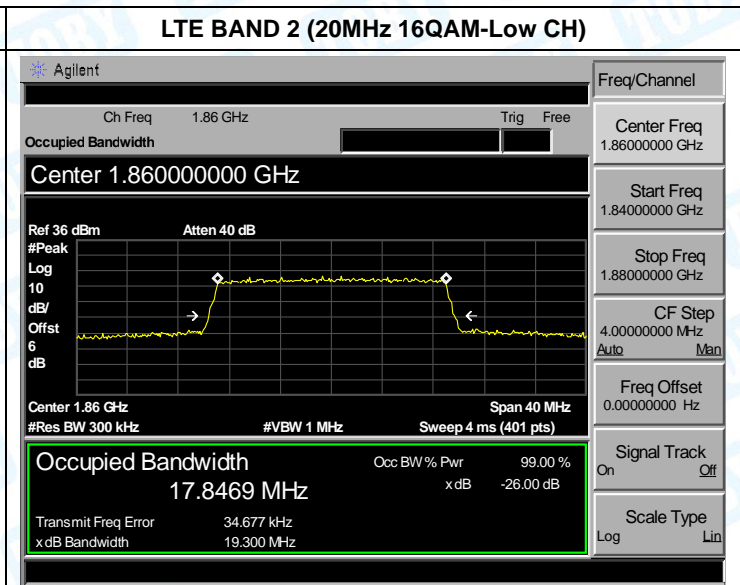 LTE BAND 2 (20MHz 16QAM-Low CH)
Agilent
Freq/Channel
Ch Freq 1.86 GHz Trig Free
Occupied Bandwidth
Center 1.860000000 GHz
Ref 36 dBm Atten 40 dB
#Peak
Log
10
dB/
Offst
6
dB
Center 1.86 GHz Span 40 MHz
#Res BW 300 kHz #VBW 1 MHz Sweep 4 ms (401 pts)
Occupied Bandwidth Occ BW % Pwr 99.00 %
17.8469 MHz x dB -26.00 dB
Transmit Freq Error 34.677 kHz
x dB Bandwidth 19.300 MHz
Center Freq
1.86000000 GHz
Start Freq
1.84000000 GHz
Stop Freq
1.88000000 GHz
CF Step
4.00000000 MHz
Auto Man
Freq Offset
0.00000000 Hz
Signal Track
On Off
Scale Type
Log Lin